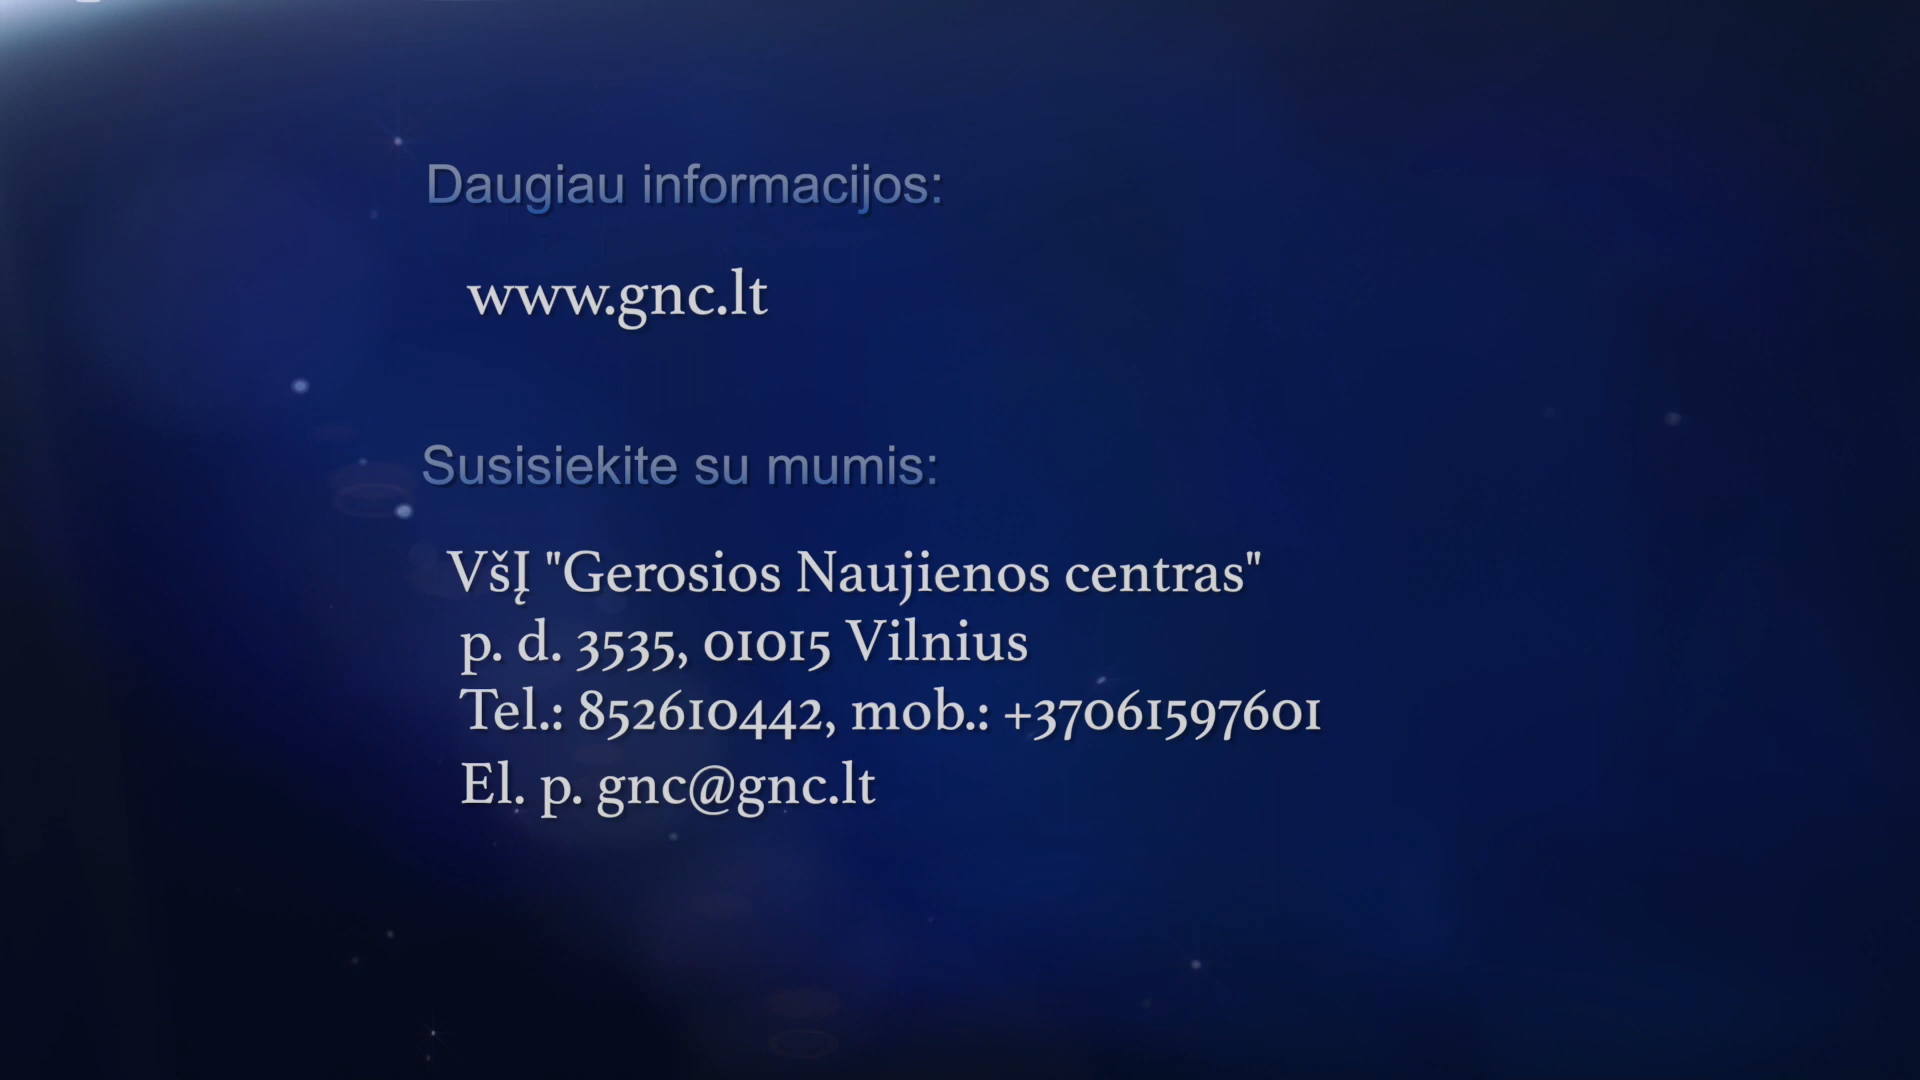 Daugiau informacijos:
www.gnc.lt
Susisiekite su mumis:
VšĮ "Gerosios Naujienos centras"
p. d. 3535, 01015 Vilnius
Tel.: 852610442, mob.: +37061597601
El. p. gnc@gnc.lt